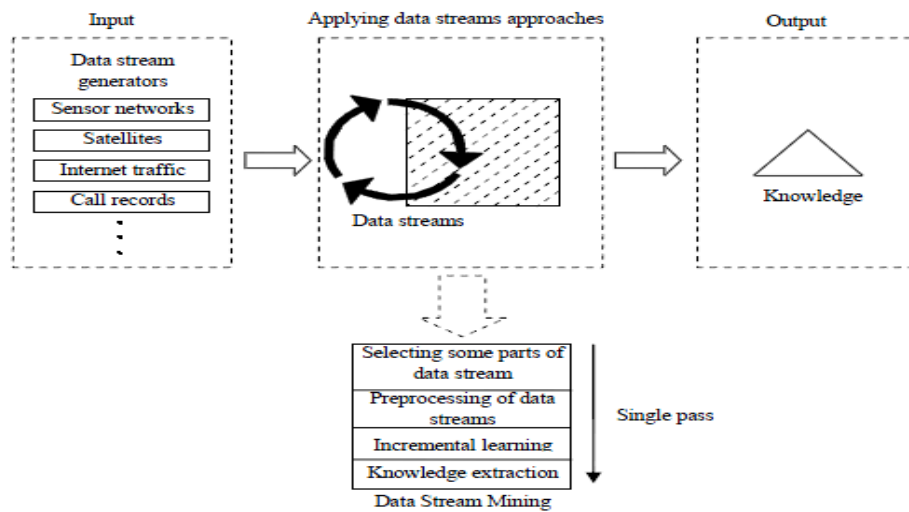 Input
Applying data streams approaches
Output
Data stream
generators
Sensor networks
Satellites
Internet traffic
Call records
Data streams
Knowledge
Selecting some parts of
data stream
Preprocessing of data
streams
Incremental learning
Knowledge extraction
Single pass
Data Stream Mining